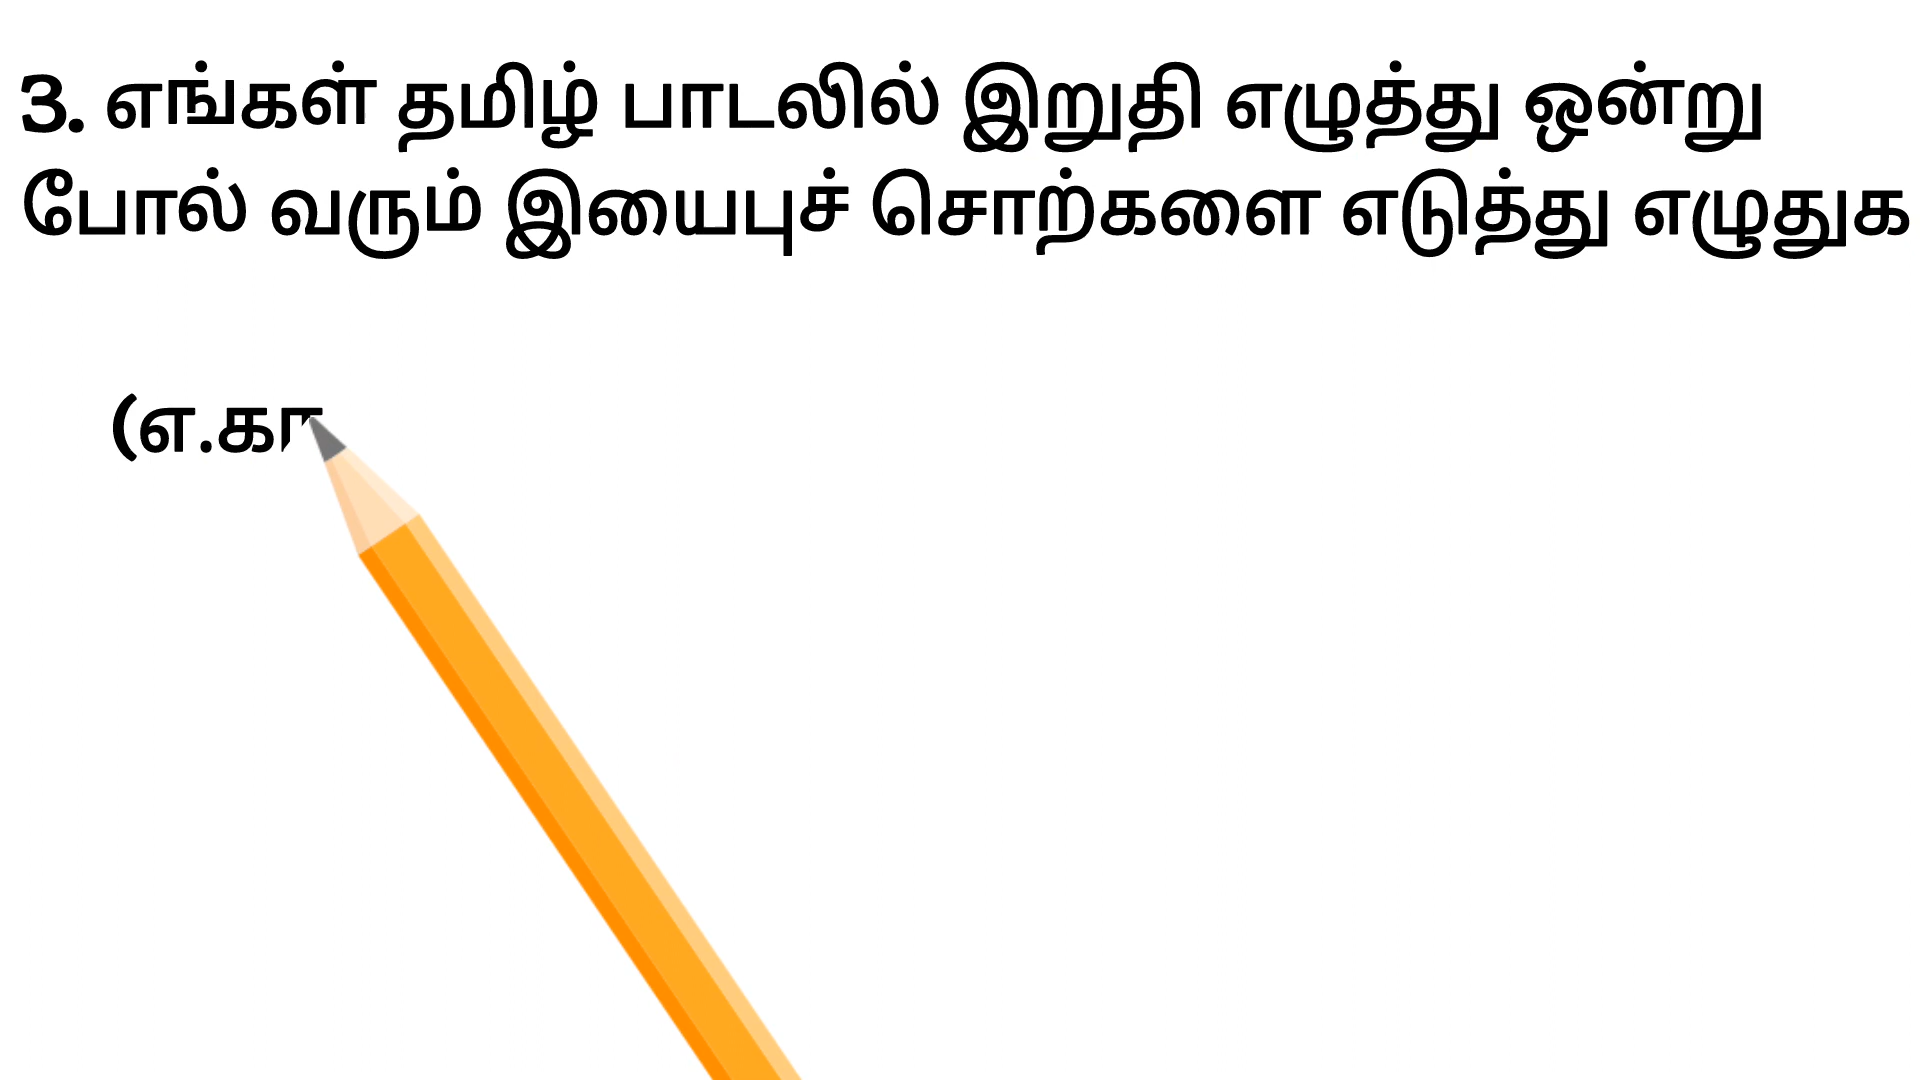 3. எங்கள் தமிழ் பாடலில் இறுதி எழுத்து ஒன்று
போல் வரும் இயைபுச் சொற்களை எடுத்து எழுதுக
(எ.கா